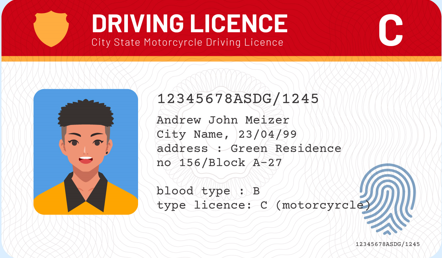 DRIVING LICENCE
City State Motorcycle Driving Licence
C
12345678ASDG/1245
Andrew John Meizer
City Name, 23/04/99
address : Green Residence
no 156/Block A-27
blood type : B
type licence: C (motorcycle)
12345678ASDG/1245